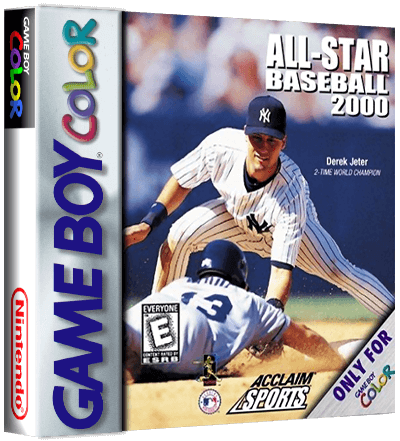 GAME BOY
COLOR
Nintendo
GAME BOY COLOR
ALL-STAR
BASEBALL
2000
NY
Derek Jeter
2-TIME WORLD CHAMPION
NY
13
EVERYONE
E
CONTENT RATED BY
ESRB
ACCLAIM
SPORTS
ONLY FOR
GAME BOY
COLOR